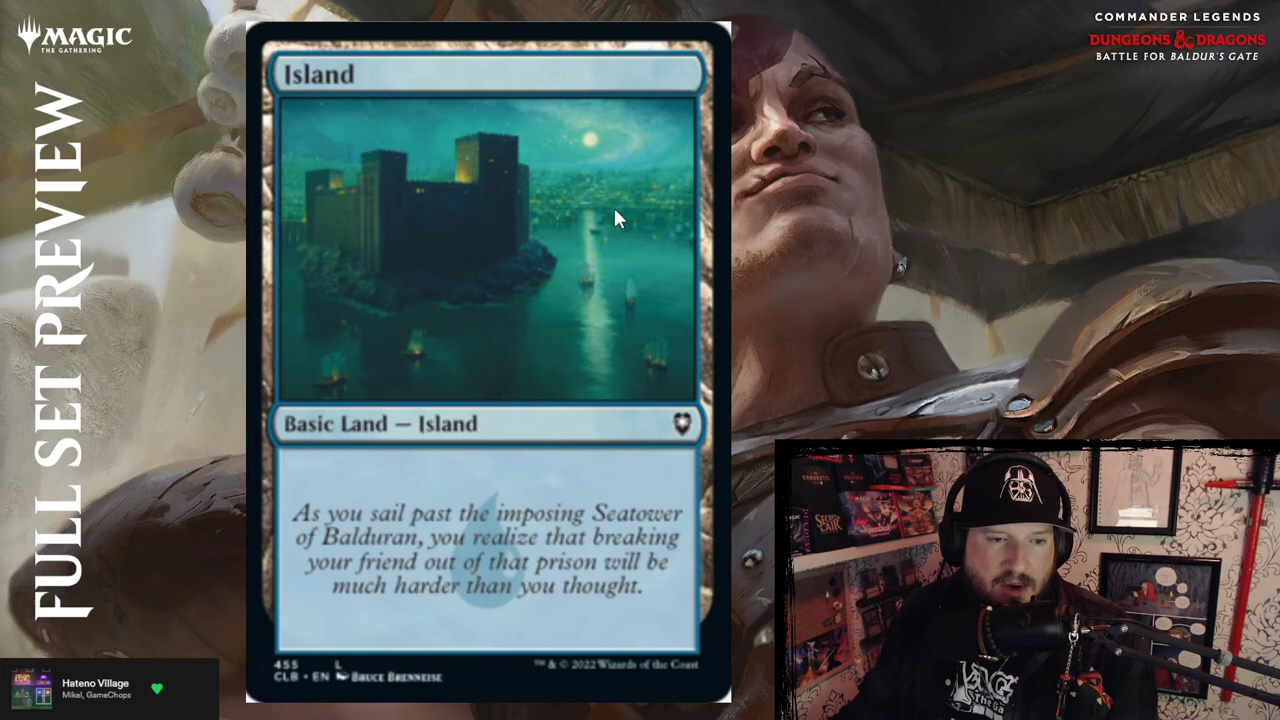 MAGIC
THE GATHERING
FULL SET PREVIEW
COMMANDER LEGENDS
DUNGEONS & DRAGONS
BATTLE FOR BALDUR'S GATE
Island
Basic Land — Island
As you sail past the imposing Seatower
of Balduran, you realize that breaking
your friend out of that prison will be
much harder than you thought.
455 L
CLB • EN BRUCE BRENNEISE
™ & © 2022 Wizards of the Coast
Hateno Village
Mikel, GameChops
SECRET
LAIR